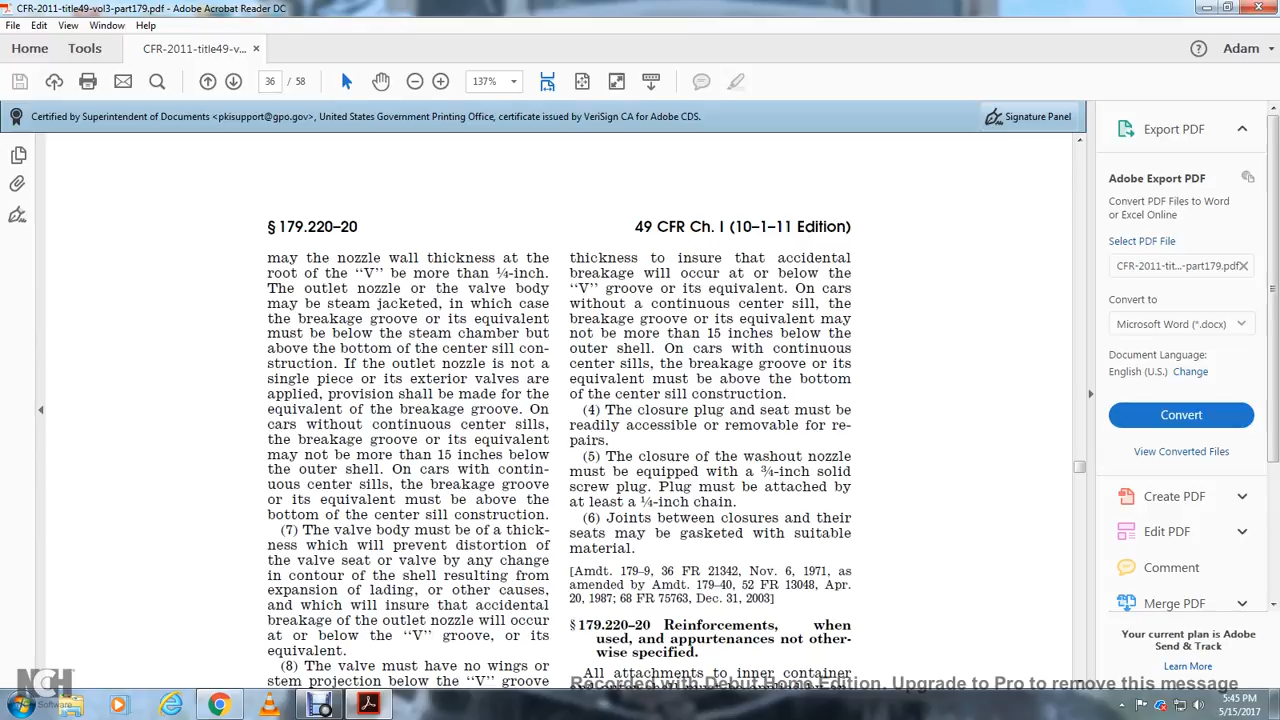 CFR-2011-title49-vol3-part179.pdf - Adobe Acrobat Reader DC
File Edit View Window Help
Home Tools CFR-2011-title49-v... × Adam
36 / 58 137%
Certified by Superintendent of Documents <pkisupport@gpo.gov>, United States Government Printing Office, certificate issued by VeriSign CA for Adobe CDS.
Signature Panel
§ 179.220–20
49 CFR Ch. I (10–1–11 Edition)
may the nozzle wall thickness at the
root of the ‘‘V’’ be more than 1⁄4-inch.
The outlet nozzle or the valve body
may be steam jacketed, in which case
the breakage groove or its equivalent
must be below the steam chamber but
above the bottom of the center sill con-
struction. If the outlet nozzle is not a
single piece or its exterior valves are
applied, provision shall be made for the
equivalent of the breakage groove. On
cars without continuous center sills,
the breakage groove or its equivalent
may not be more than 15 inches below
the outer shell. On cars with contin-
uous center sills, the breakage groove
or its equivalent must be above the
bottom of the center sill construction.
(7) The valve body must be of a thick-
ness which will prevent distortion of
the valve seat or valve by any change
in contour of the shell resulting from
expansion of lading, or other causes,
and which will insure that accidental
breakage of the outlet nozzle will occur
at or below the ‘‘V’’ groove, or its
equivalent.
(8) The valve must have no wings or
stem projection below the ‘‘V’’ groove
thickness to insure that accidental
breakage will occur at or below the
‘‘V’’ groove or its equivalent. On cars
without a continuous center sill, the
breakage groove or its equivalent may
not be more than 15 inches below the
outer shell. On cars with continuous
center sills, the breakage groove or its
equivalent must be above the bottom
of the center sill construction.
(4) The closure plug and seat must be
readily accessible or removable for re-
pairs.
(5) The closure of the washout nozzle
must be equipped with a 3⁄4-inch solid
screw plug. Plug must be attached by
at least a 1⁄4-inch chain.
(6) Joints between closures and their
seats may be gasketed with suitable
material.
[Amdt. 179–9, 36 FR 21342, Nov. 6, 1971, as
amended by Amdt. 179–40, 52 FR 13048, Apr.
20, 1987; 68 FR 75763, Dec. 31, 2003]
§ 179.220–20 Reinforcements, when
used, and appurtenances not other-
wise specified.
All attachments to inner container
Export PDF
Adobe Export PDF
Convert PDF Files to Word
or Excel Online
Select PDF File
CFR-2011-tit...-part179.pdf
Convert to
Microsoft Word (*.docx)
Document Language:
English (U.S.) Change
Convert
View Converted Files
Create PDF
Edit PDF
Comment
Merge PDF
Your current plan is Adobe
Send & Track
Learn More
NCH
Software
Recorded with Debut Home Edition. Upgrade to Pro to remove this message
5:45 PM
5/15/2017